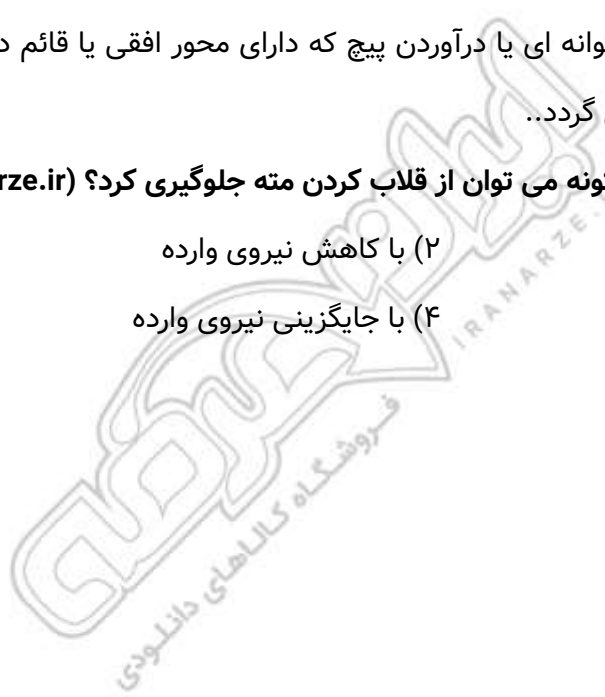 وانه ای یا درآوردن پیچ که دارای محور افقی یا قائم
گردد..
ونه می توان از قلاب کردن مته جلوگیری کرد؟ (rze.ir
۲) با کاهش نیروی وارده
۴) با جایگزینی نیروی وارده
IRANARZE.
فروشگاه کالاهای دانلودی